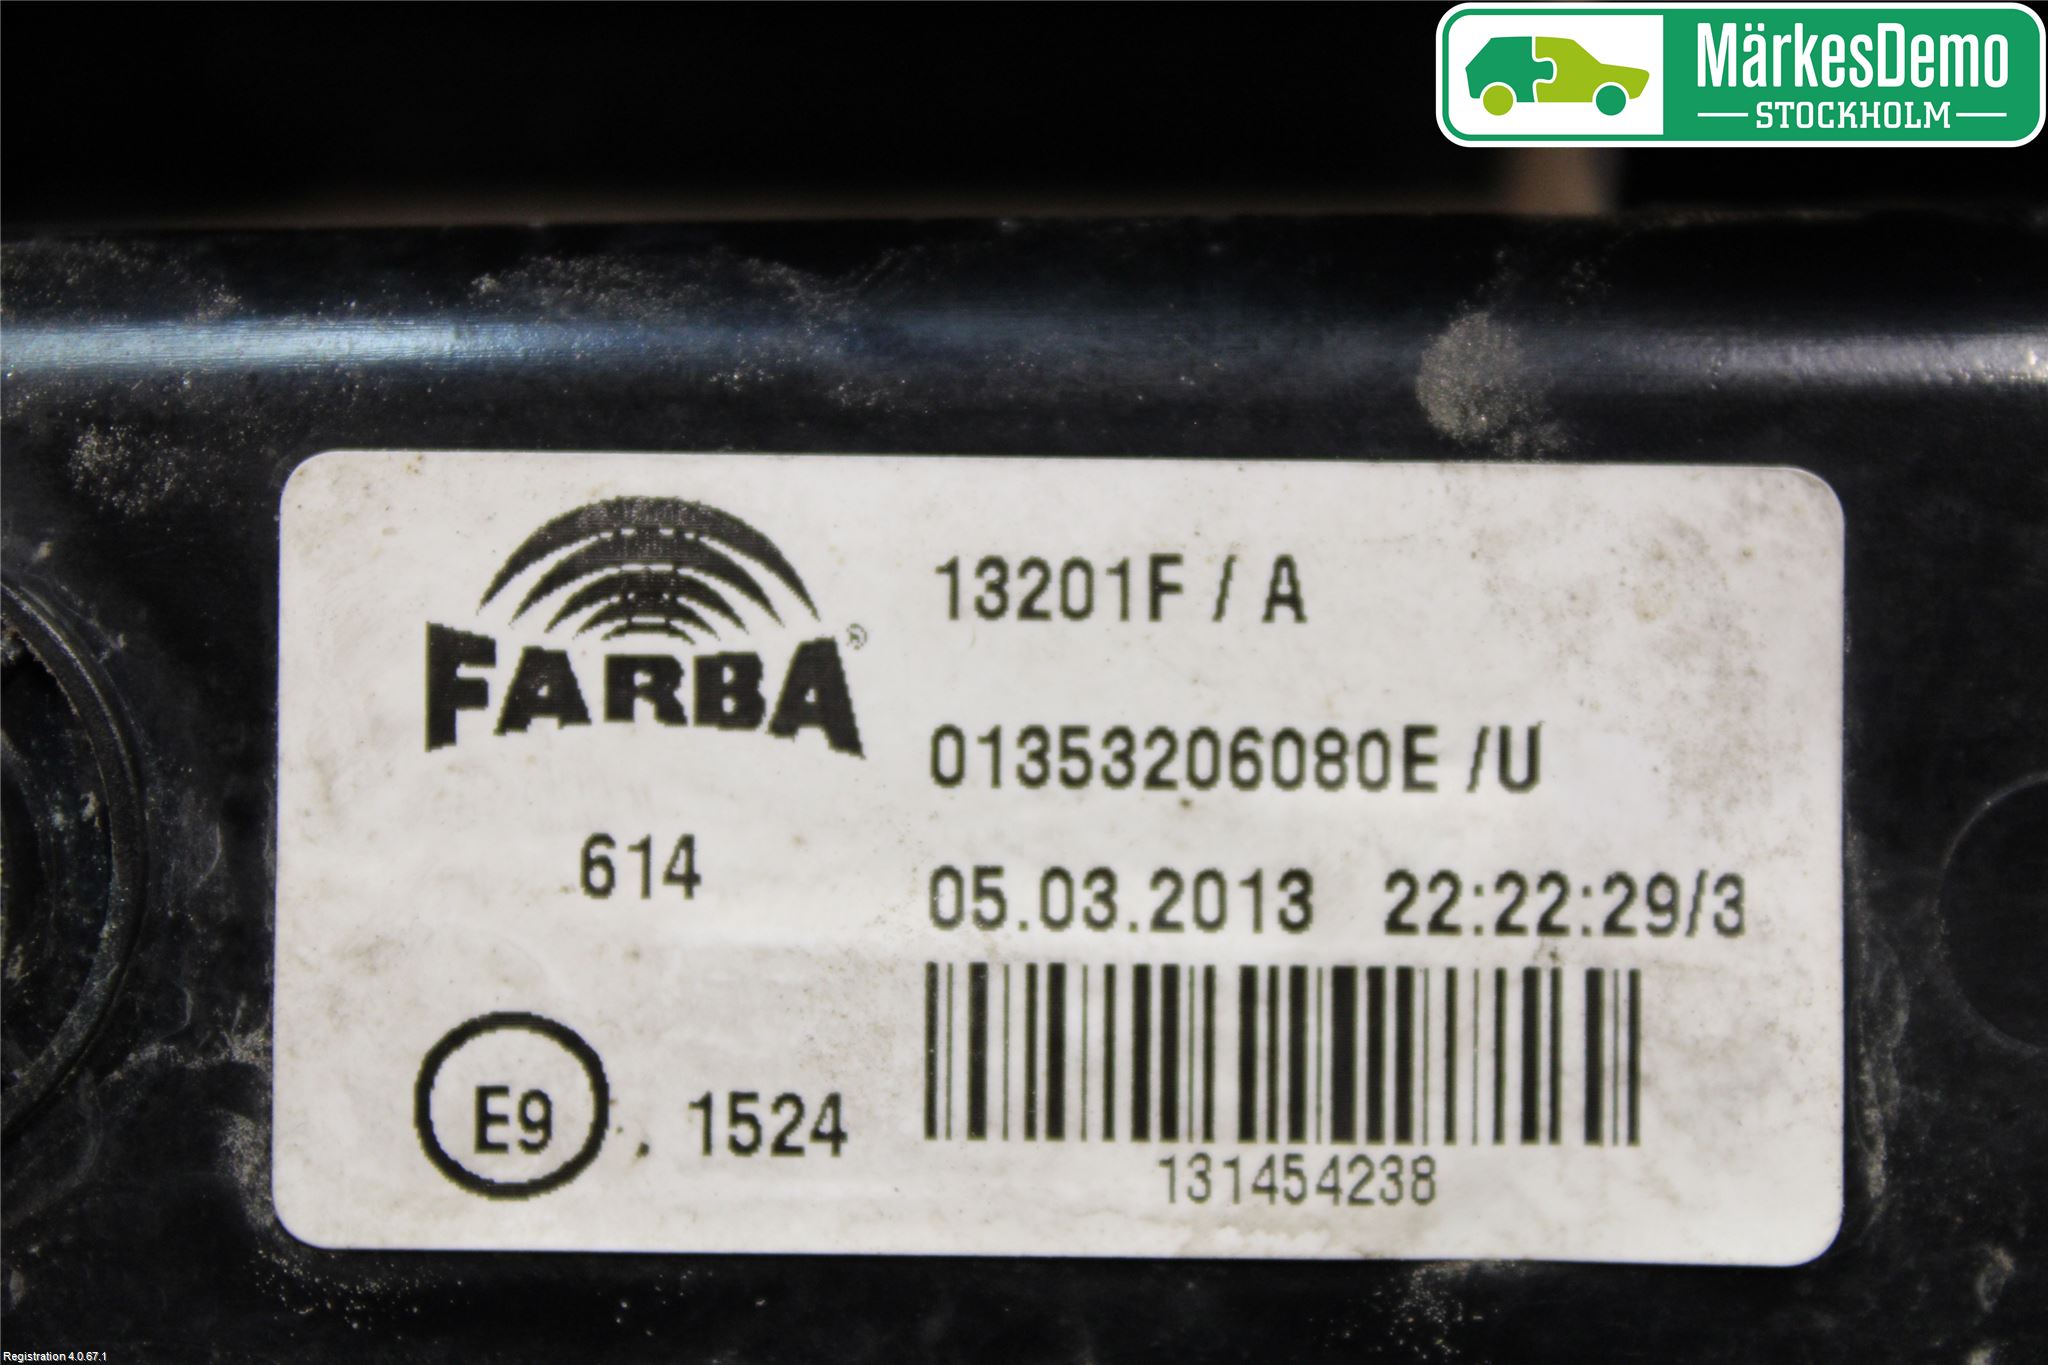 MärkesDemo
STOCKHOLM
FARBA®
13201F / A
01353206080E /U
614
05.03.2013 22:22:29/3
E9 . 1524
131454238
Registration 4.0.67.1